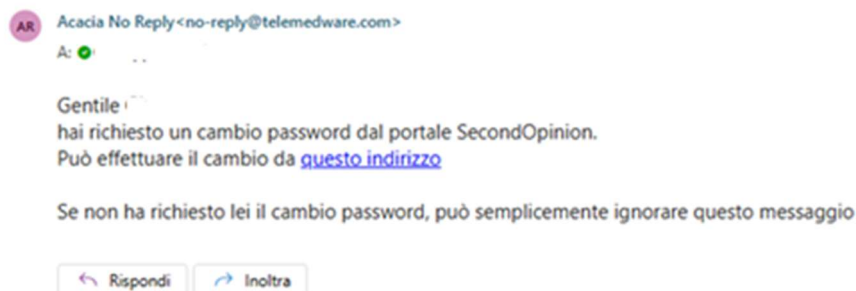 AR
Acacia No Reply<no-reply@telemedware.com>
A:
Gentile
hai richiesto un cambio password dal portale SecondOpinion.
Può effettuare il cambio da questo indirizzo
Se non ha richiesto lei il cambio password, può semplicemente ignorare questo messaggio
Rispondi
Inoltra